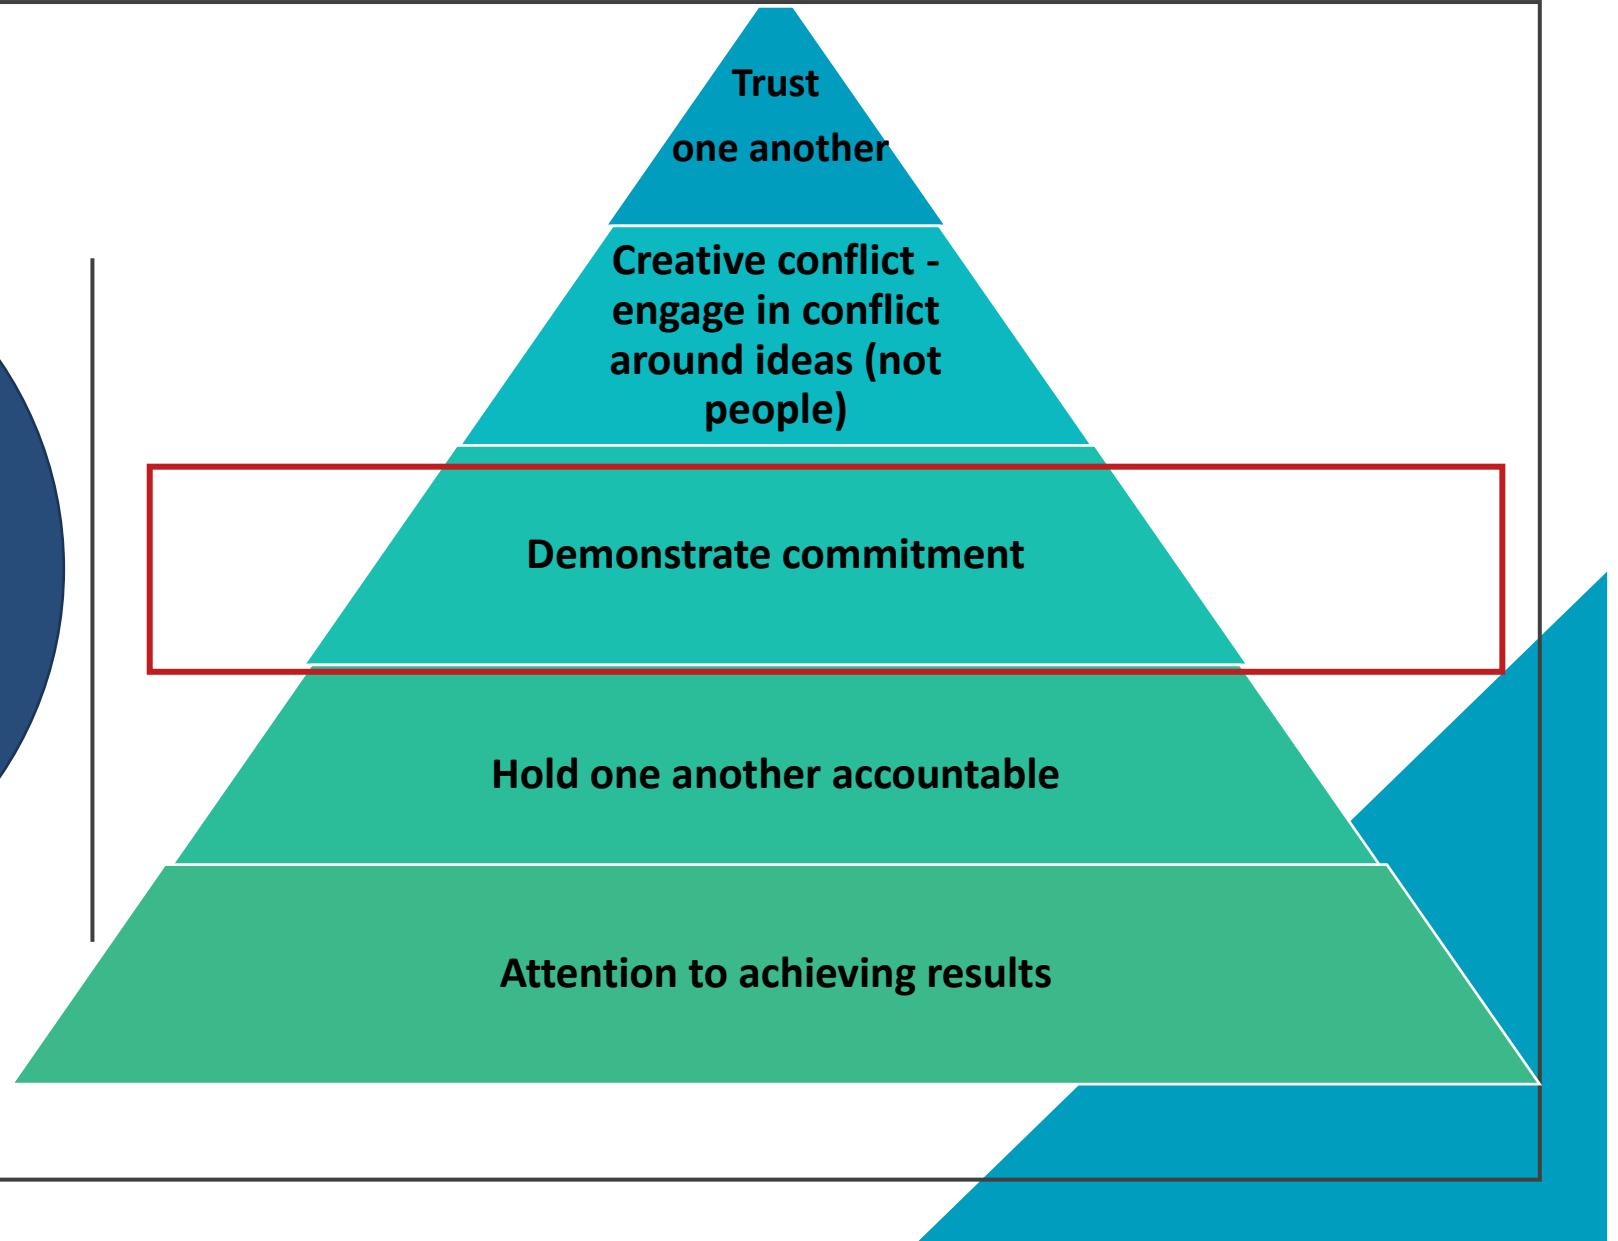 Trust
one another
Creative conflict -
engage in conflict
around ideas (not
people)
Demonstrate commitment
Hold one another accountable
Attention to achieving results